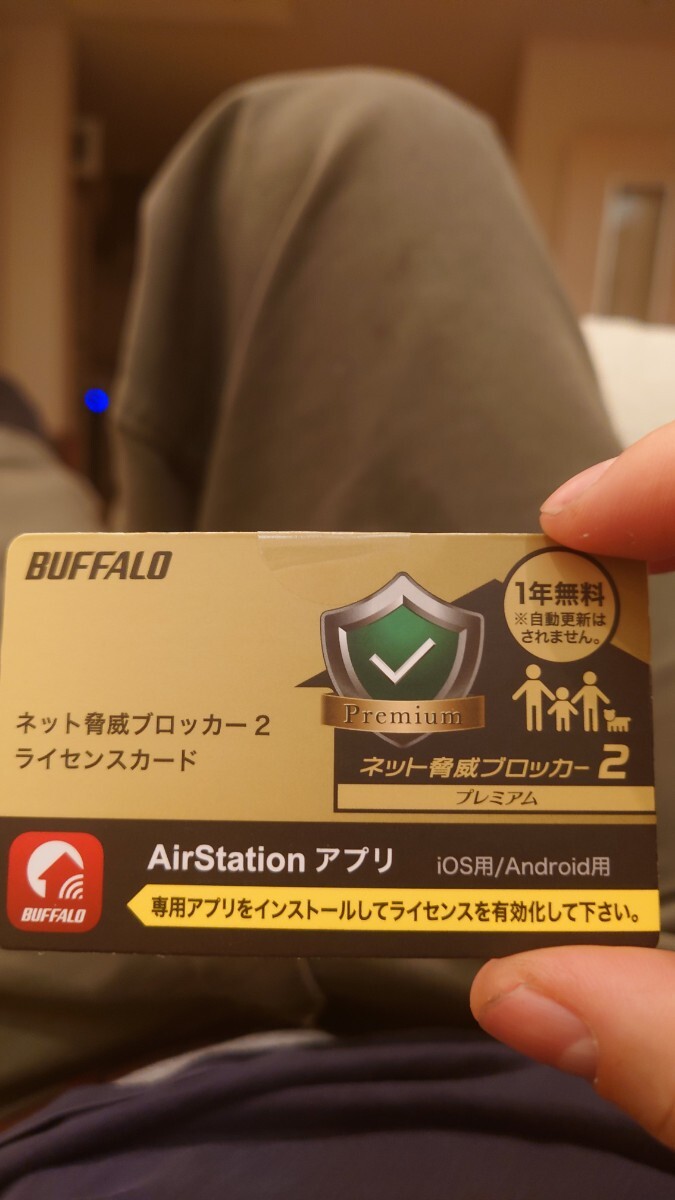 BUFFALO
1年無料
※自動更新は
されません。
Premium
ネット脅威ブロッカー2
ライセンスカード
ネット脅威ブロッカー2
プレミアム
AirStation アプリ iOS用/Android用
BUFFALO
専用アプリをインストールしてライセンスを有効化して下さい。